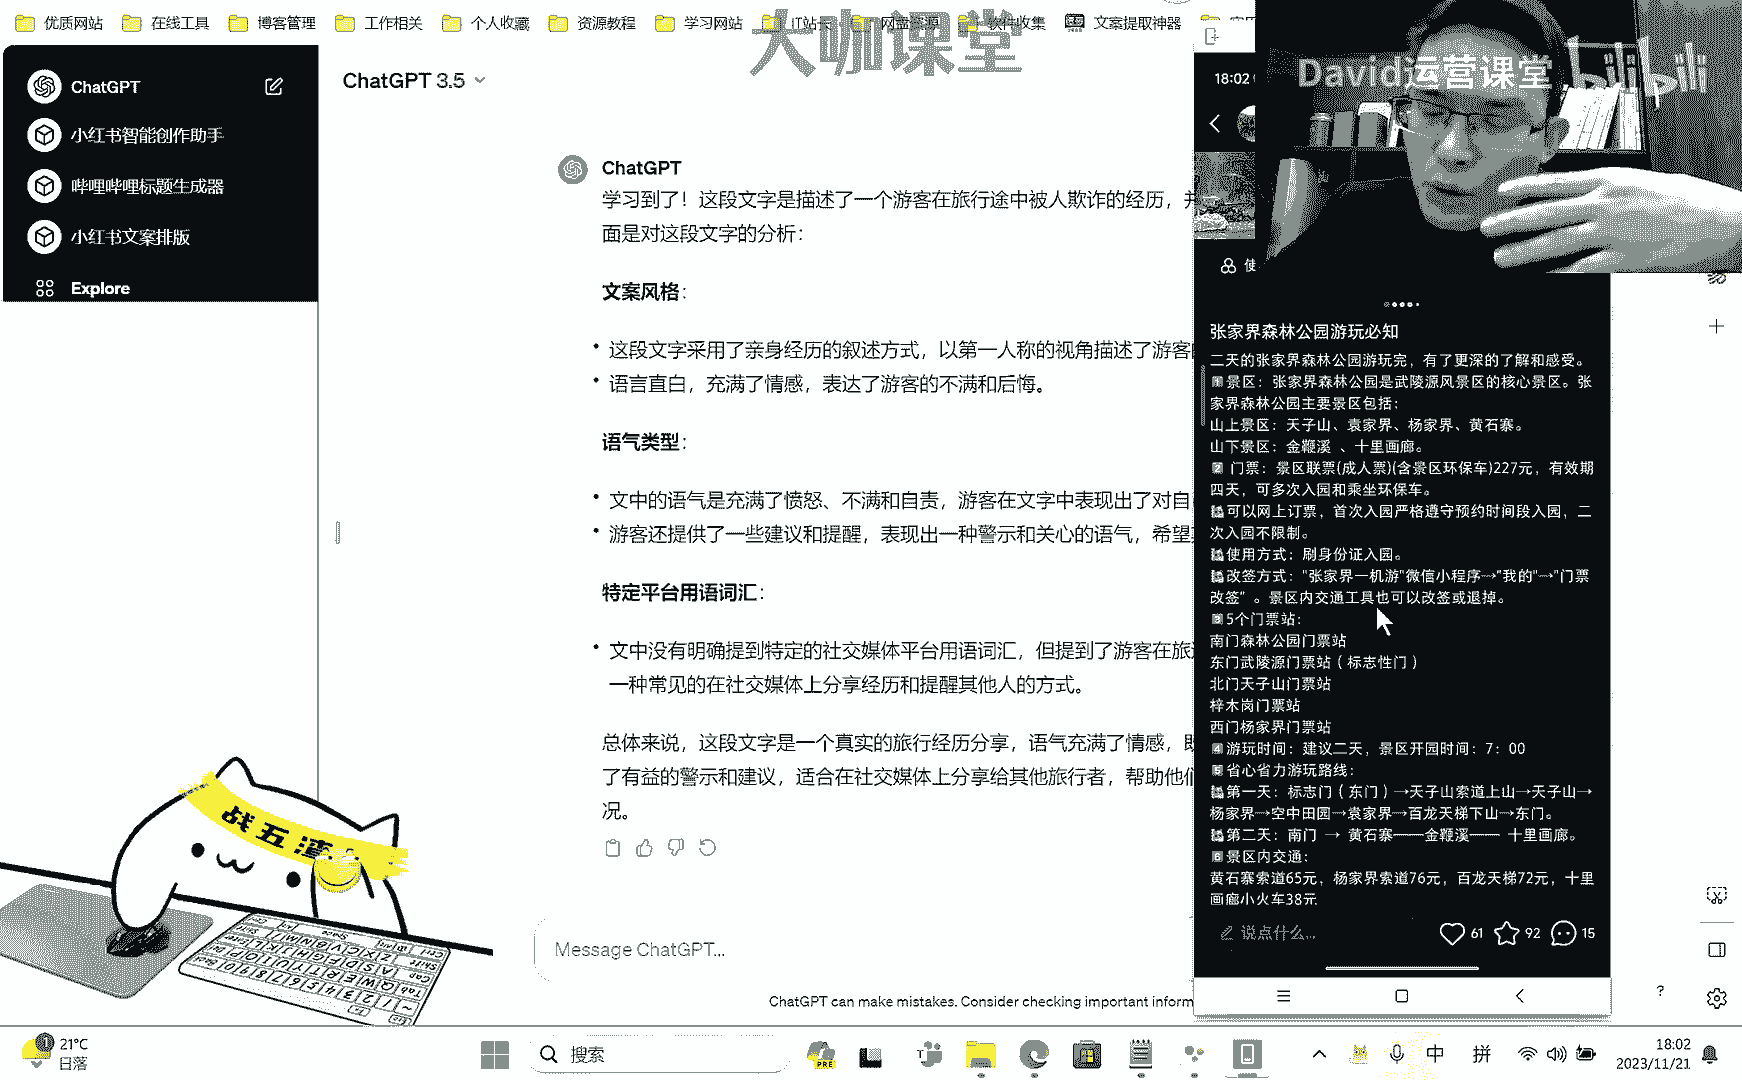 优质网站 在线工具 博客管理 工作相关 个人收藏 资源教程 学习网站 IT站长 网盘资源 软件收集 文案提取神器
大咖课堂
David运营课堂 bilibili
ChatGPT
小红书智能创作助手
哔哩哔哩标题生成器
小红书文案排版
Explore
ChatGPT 3.5
ChatGPT
学习到了！这段文字是描述了一个游客在旅行途中被人欺诈的经历，并
面是对这段文字的分析：
文案风格：
• 这段文字采用了亲身经历的叙述方式，以第一人称的视角描述了游客的
• 语言直白，充满了情感，表达了游客的不满和后悔。
语气类型：
• 文中的语气是充满了愤怒、不满和自责，游客在文字中表现出了对自己
• 游客还提供了一些建议和提醒，表现出一种警示和关心的语气，希望
特定平台用语词汇：
• 文中没有明确提到特定的社交媒体平台用语词汇，但提到了游客在旅
一种常见的在社交媒体上分享经历和提醒其他人的方式。
总体来说，这段文字是一个真实的旅行经历分享，语气充满了情感，既
了有益的警示和建议，适合在社交媒体上分享给其他旅行者，帮助他们
况。
Message ChatGPT...
ChatGPT can make mistakes. Consider checking important inform
18:02
使
张家界森林公园游玩必知
二天的张家界森林公园游玩完，有了更深的了解和感受。
1景区：张家界森林公园是武陵源风景区的核心景区。张
家界森林公园主要景区包括：
山上景区：天子山、袁家界、杨家界、黄石寨。
山下景区：金鞭溪 、十里画廊。
2 门票：景区联票(成人票)(含景区环保车)227元，有效期
四天，可多次入园和乘坐环保车。
可以网上订票，首次入园严格遵守预约时间段入园，二
次入园不限制。
使用方式：刷身份证入园。
改签方式："张家界一机游"微信小程序→"我的"→"门票
改签" 。景区内交通工具也可以改签或退掉。
3 5个门票站：
南门森林公园门票站
东门武陵源门票站（标志性门）
北门天子山门票站
梓木岗门票站
西门杨家界门票站
4游玩时间：建议二天，景区开园时间：7：00
5省心省力游玩路线：
第一天：标志门（东门）→天子山索道上山→天子山→
杨家界→空中田园→袁家界→百龙天梯下山→东门。
第二天：南门 → 黄石寨——金鞭溪—— 十里画廊。
6景区内交通：
黄石寨索道65元，杨家界索道76元，百龙天梯72元，十里
画廊小火车38元
说点什么... 61 92 15
战五渣
21°C
日落
搜索
PRE
中 拼
18:02
2023/11/21